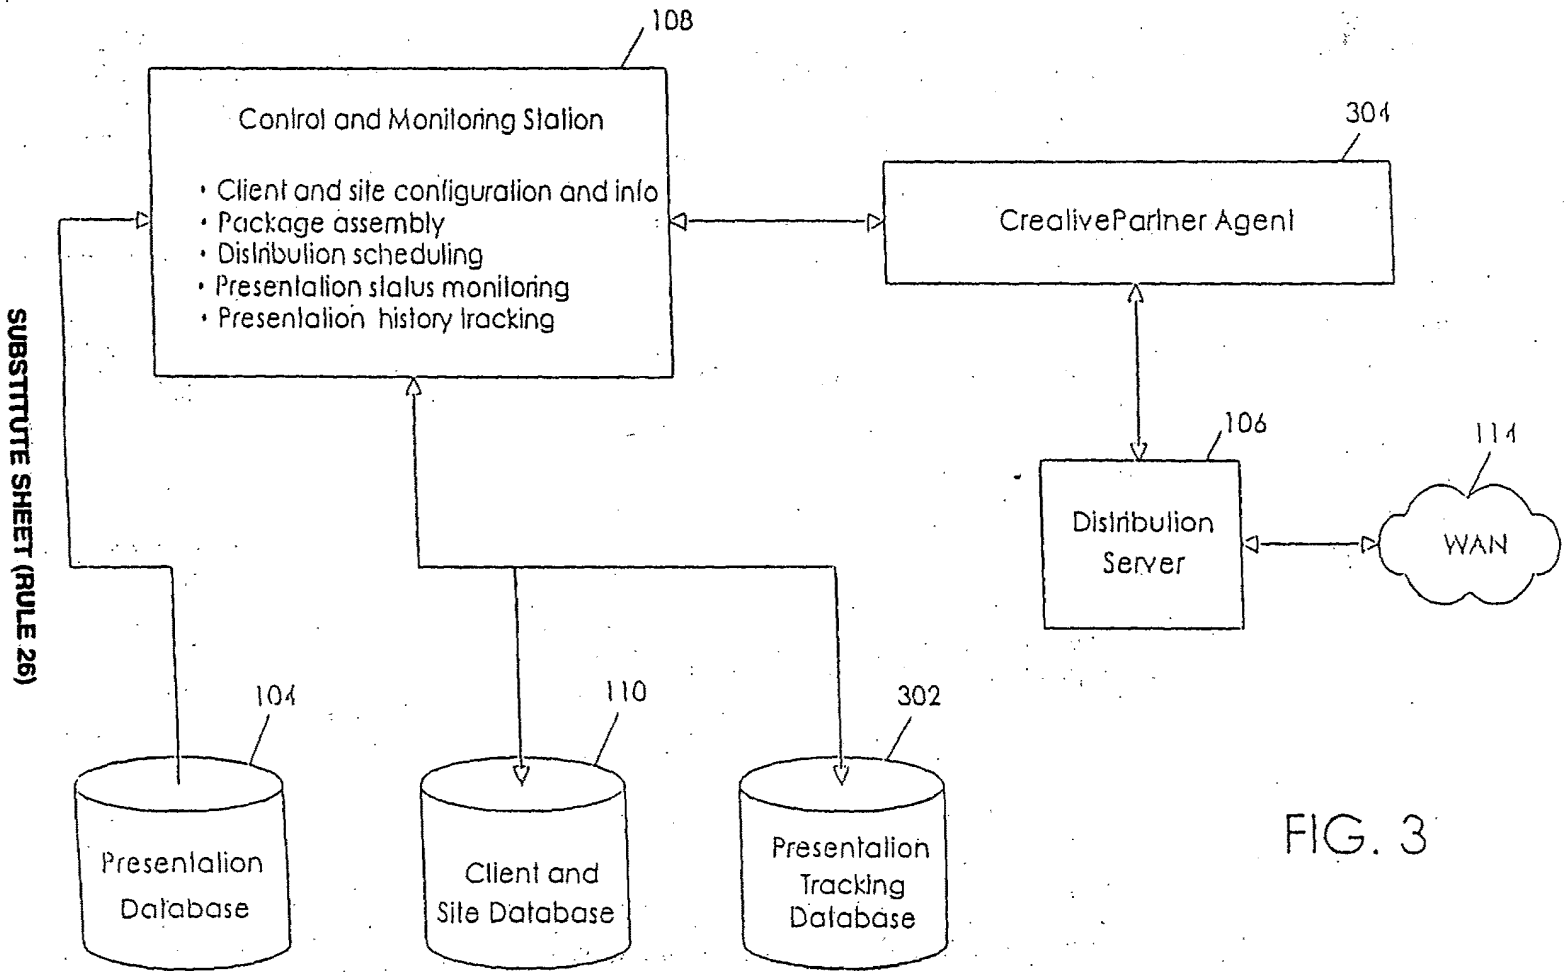 108
Control and Monitoring Station
• Client and site configuration and info
• Package assembly
• Distribution scheduling
• Presentation status monitoring
• Presentation history tracking
304
CreativePartner Agent
106
Distribution
Server
114
WAN
104
Presentation
Database
110
Client and
Site Database
302
Presentation
Tracking
Database
FIG. 3
SUBSTITUTE SHEET (RULE 26)